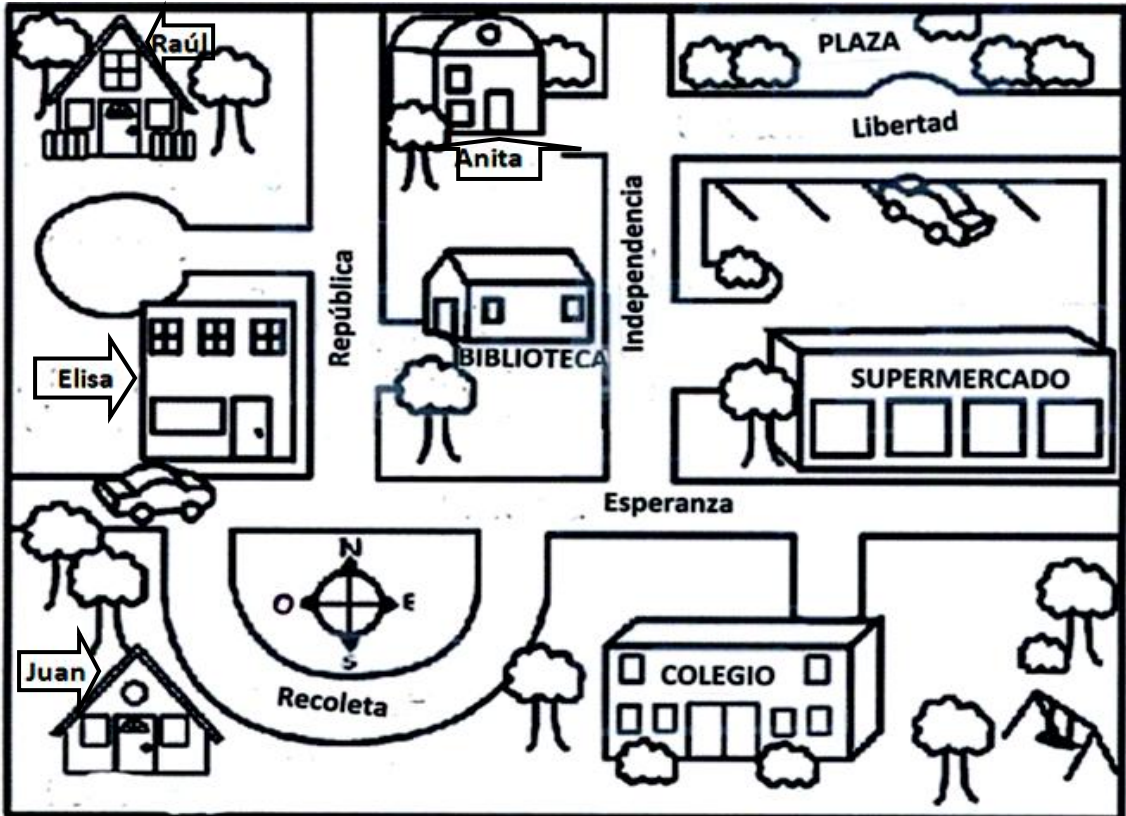 Raúl
PLAZA
Libertad
Anita
Independencia
República
BIBLIOTECA
Elisa
SUPERMERCADO
Esperanza
N
O
E
S
Juan
Recoleta
COLEGIO